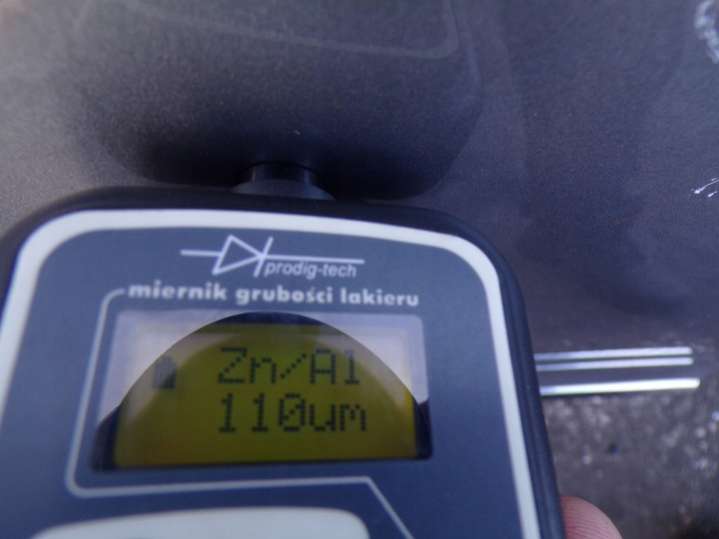 prodig-tech
miernik grubości lakieru
Zn/Al
110um